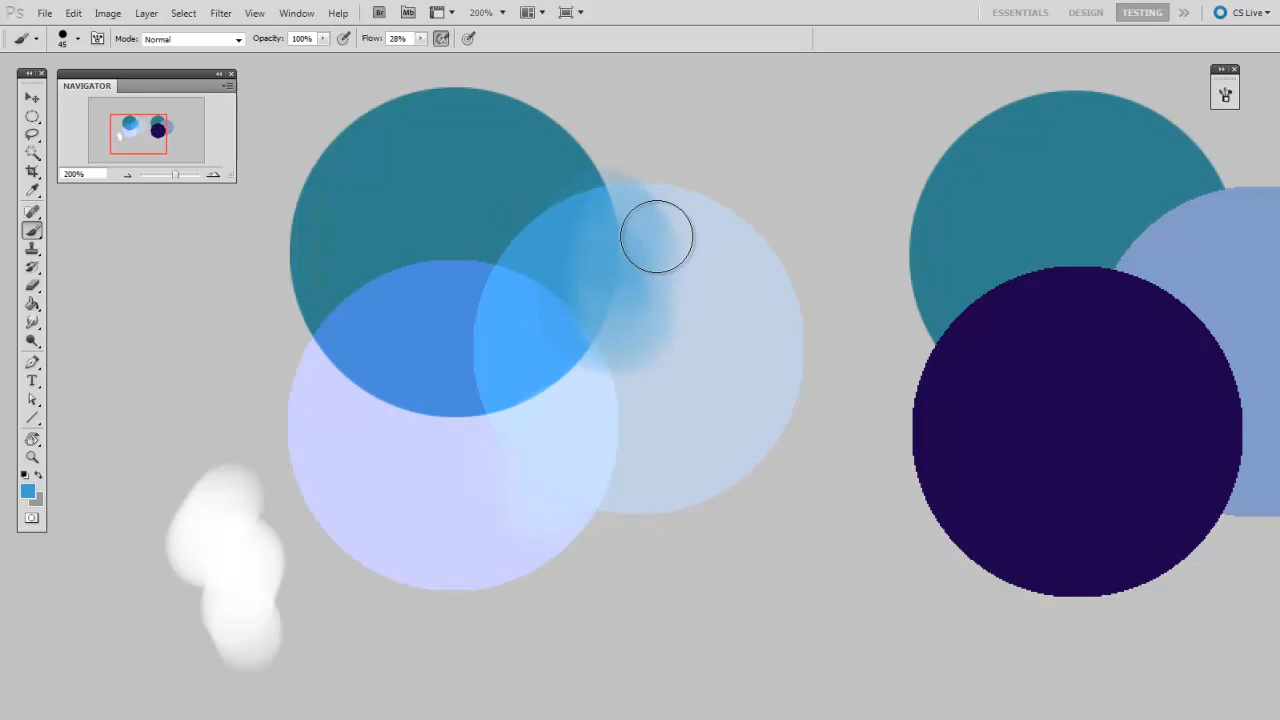 Ps File Edit Image Layer Select Filter View Window Help Br Mb 200% ESSENTIALS DESIGN TESTING CS Live
45 Mode: Normal Opacity: 100% Flow: 28%
NAVIGATOR
200%
T